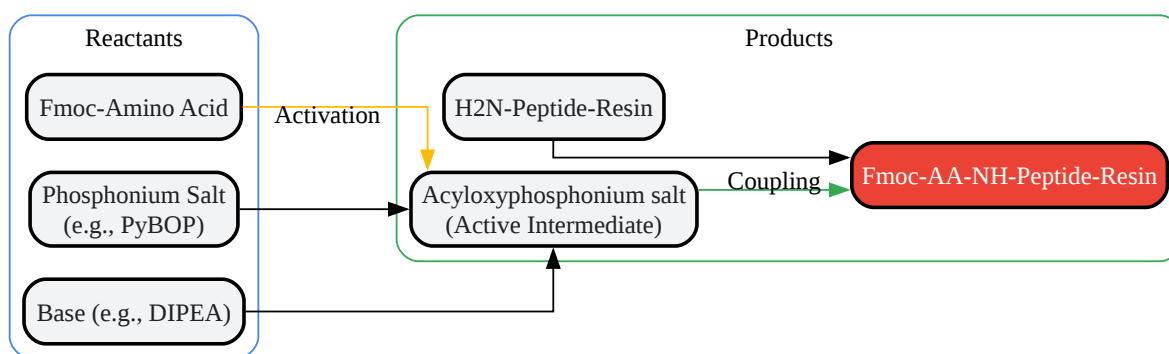 Reactants
Products
Fmoc-Amino Acid
Activation
H2N-Peptide-Resin
Phosphonium Salt
(e.g., PyBOP)
Acyloxyphosphonium salt
(Active Intermediate)
Coupling
Fmoc-AA-NH-Peptide-Resin
Base (e.g., DIPEA)